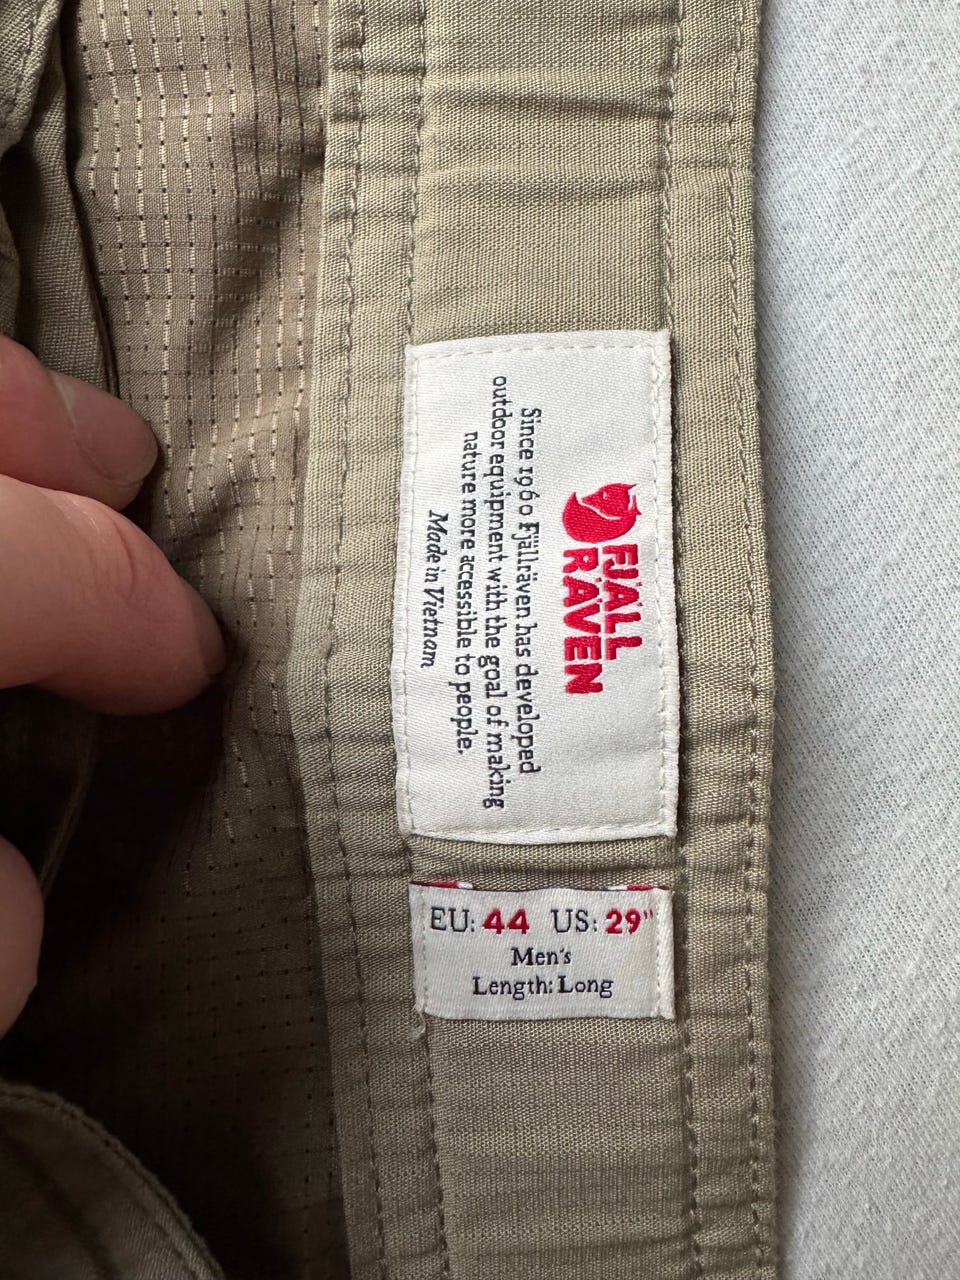 FJÄLL
RÄVEN
Since 1960 Fjällräven has developed
outdoor equipment with the goal of making
nature more accessible to people.
Made in Vietnam
EU: 44 US: 29"
Men's
Length: Long